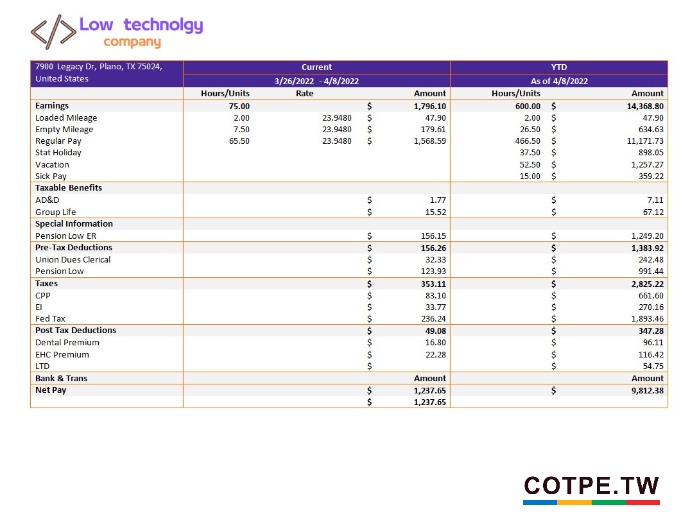 </> Low technolgy
company
7900 Legacy Dr, Plano, TX 75024, Current YTD
United States 3/26/2022 - 4/8/2022 As of 4/8/2022
Hours/Units Rate Amount Hours/Units Amount
Earnings 75.00 $ 1,796.10 600.00 $ 14,368.80
Loaded Mileage 2.00 23.9480 $ 47.90 2.00 $ 47.90
Empty Mileage 7.50 23.9480 $ 179.61 26.50 $ 634.63
Regular Pay 65.50 23.9480 $ 1,568.59 466.50 $ 11,171.73
Stat Holiday 37.50 $ 898.05
Vacation 52.50 $ 1,257.27
Sick Pay 15.00 $ 359.22
Taxable Benefits
AD&D $ 1.77 $ 7.11
Group Life $ 15.52 $ 67.12
Special Information
Pension Low ER $ 156.15 $ 1,249.20
Pre-Tax Deductions $ 156.26 $ 1,383.92
Union Dues Clerical $ 32.33 $ 242.48
Pension Low $ 123.93 $ 991.44
Taxes $ 353.11 $ 2,825.22
CPP $ 83.10 $ 661.60
EI $ 33.77 $ 270.16
Fed Tax $ 236.24 $ 1,893.46
Post Tax Deductions $ 49.08 $ 347.28
Dental Premium $ 16.80 $ 96.11
EHC Premium $ 22.28 $ 116.42
LTD $ $ 54.75
Bank & Trans Amount Amount
Net Pay $ 1,237.65 $ 9,812.38
$ 1,237.65
COTPE.TW